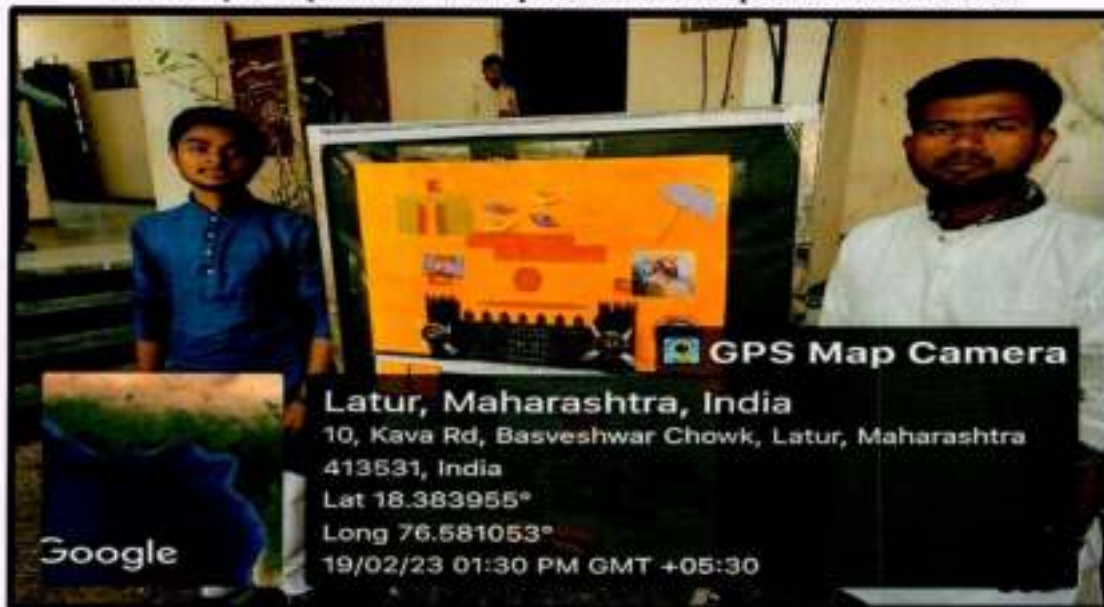 GPS Map Camera
Latur, Maharashtra, India
10, Kava Rd, Basveshwar Chowk, Latur, Maharashtra
413531, India
Lat 18.383955°
Long 76.581053°
19/02/23 01:30 PM GMT +05:30
Google